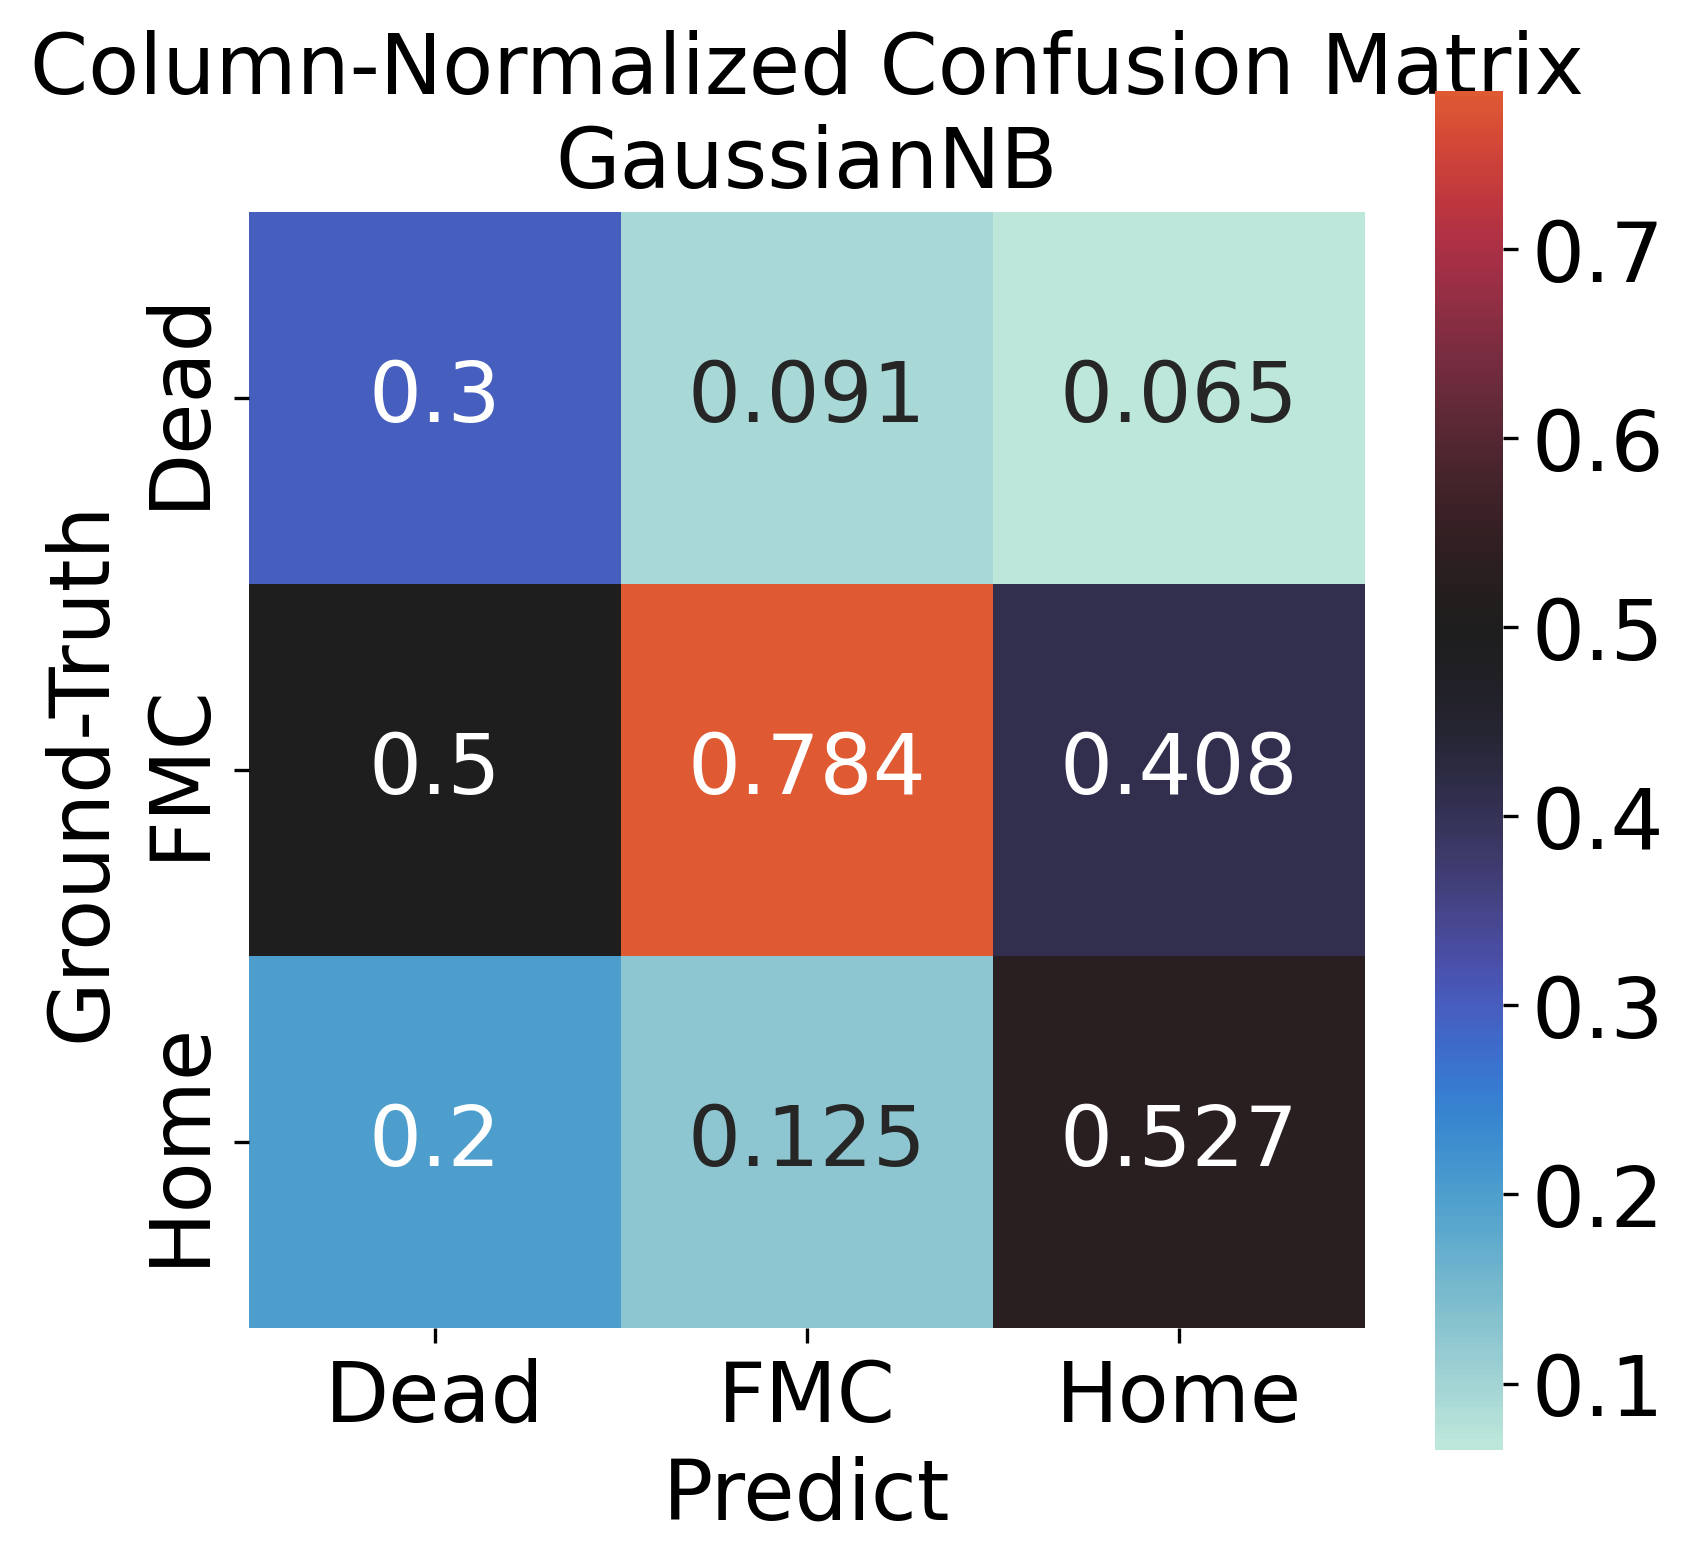 Column-Normalized Confusion Matrix
GaussianNB
Ground-Truth
Dead
0.3 0.091 0.065
FMC
0.5 0.784 0.408
Home
0.2 0.125 0.527
Dead FMC Home
Predict
0.7
0.6
0.5
0.4
0.3
0.2
0.1